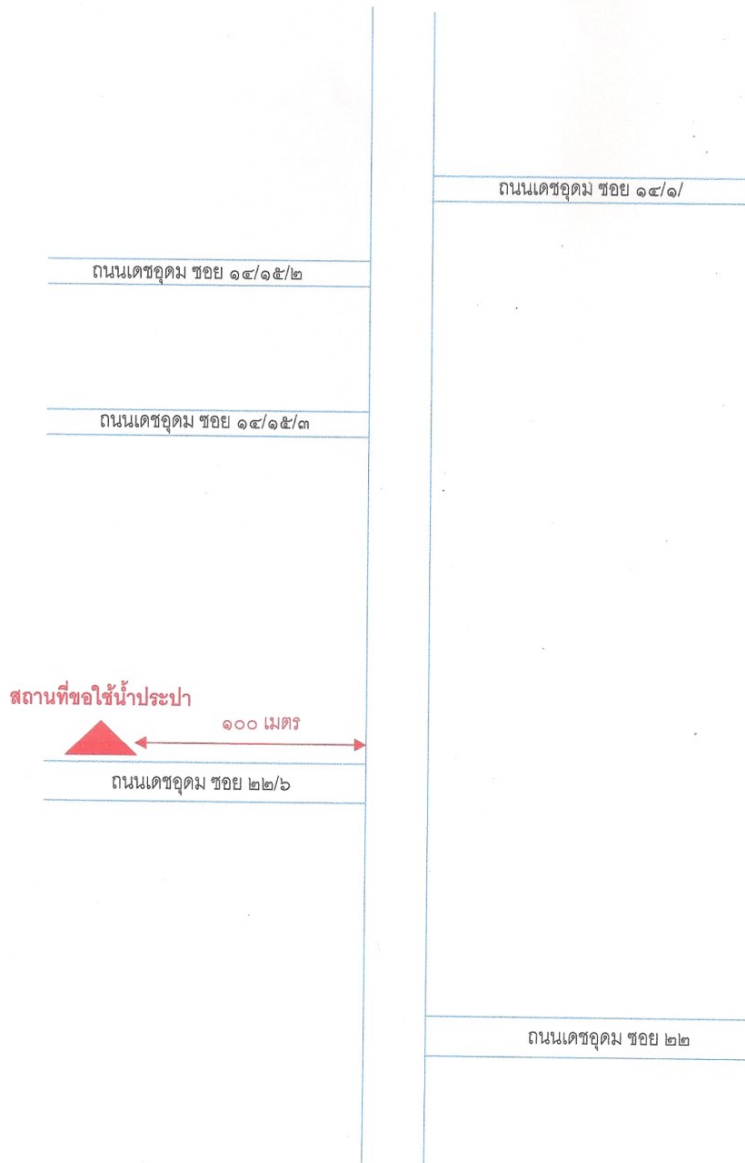 ถนนเดชอุดม ซอย ๑๔/๑/
ถนนเดชอุดม ซอย ๑๔/๑๕/๒
ถนนเดชอุดม ซอย ๑๔/๑๕/๓
สถานที่ขอใช้น้ำประปา
๑๐๐ เมตร
ถนนเดชอุดม ซอย ๒๒/๖
ถนนเดชอุดม ซอย ๒๒